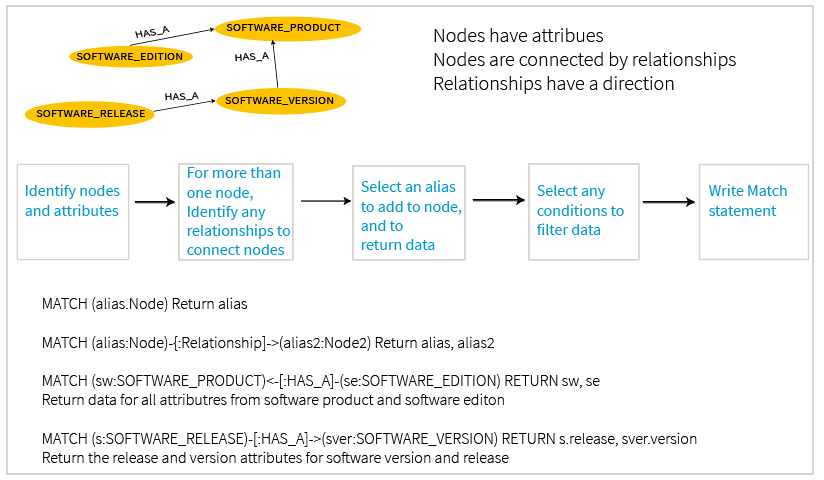 HAS_A
SOFTWARE_PRODUCT
SOFTWARE_EDITION
HAS_A
HAS_A
SOFTWARE_VERSION
SOFTWARE_RELEASE
Nodes have attribues
Nodes are connected by relationships
Relationships have a direction
Identify nodes
and attributes
For more than
one node,
Identify any
relationships to
connect nodes
Select an alias
to add to node,
and to
return data
Select any
conditions to
filter data
Write Match
statement
MATCH (alias.Node) Return alias
MATCH (alias:Node)-{:Relationship]->(alias2:Node2) Return alias, alias2
MATCH (sw:SOFTWARE_PRODUCT)<-[:HAS_A]-(se:SOFTWARE_EDITION) RETURN sw, se
Return data for all attributres from software product and software editon
MATCH (s:SOFTWARE_RELEASE)-[:HAS_A]->(sver:SOFTWARE_VERSION) RETURN s.release, sver.version
Return the release and version attributes for software version and release